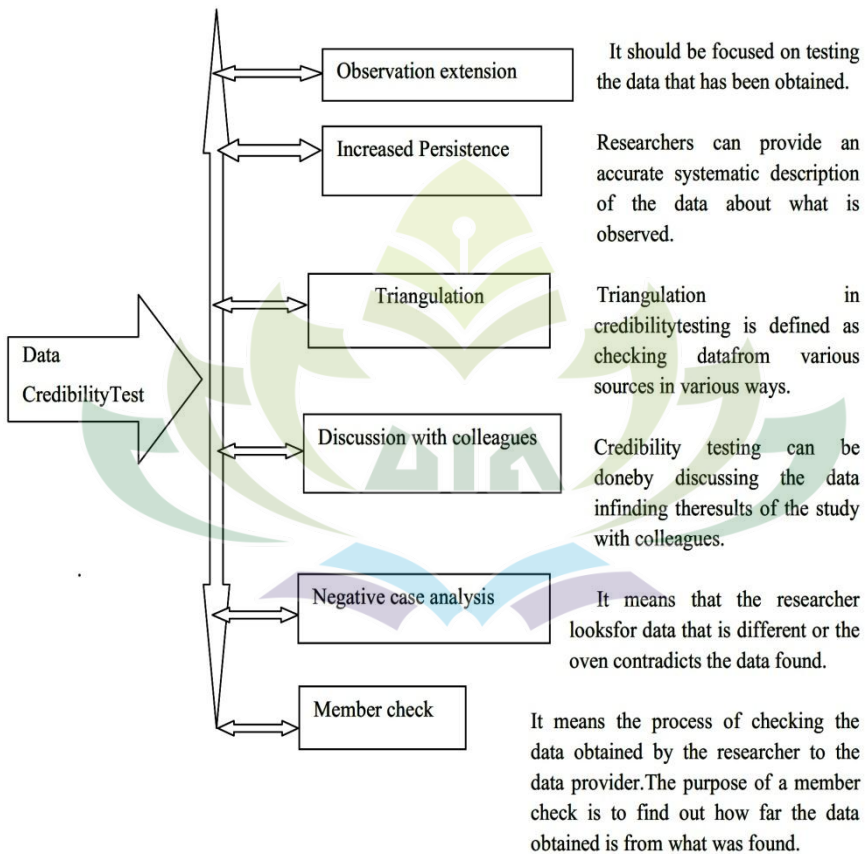 Observation extension
It should be focused on testing
the data that has been obtained.
Increased Persistence
Researchers can provide an
accurate systematic description
of the data about what is
observed.
Triangulation
Triangulation in
credibilitytesting is defined as
checking datafrom various
sources in various ways.
Data
CredibilityTest
Discussion with colleagues
Credibility testing can be
doneby discussing the data
infinding theresults of the study
with colleagues.
Negative case analysis
It means that the researcher
looksfor data that is different or the
oven contradicts the data found.
Member check
It means the process of checking the
data obtained by the researcher to the
data provider.The purpose of a member
check is to find out how far the data
obtained is from what was found.